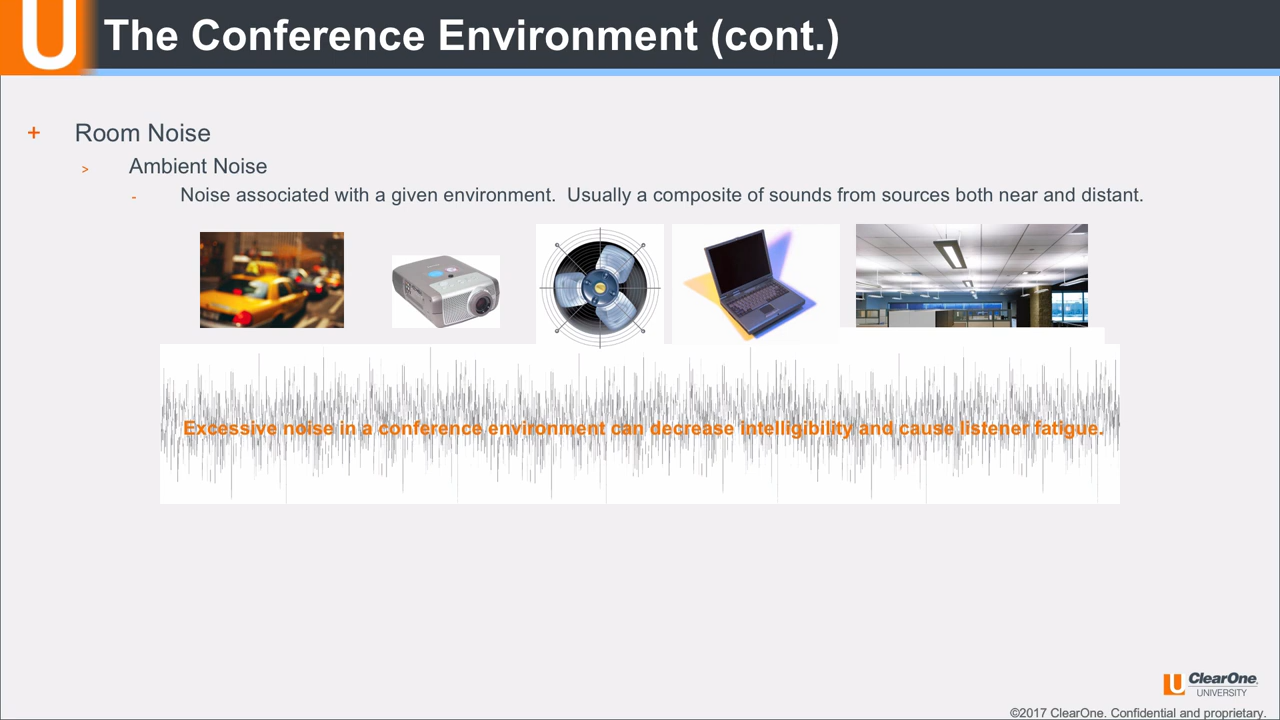 U The Conference Environment (cont.)
+ Room Noise
> Ambient Noise
- Noise associated with a given environment.  Usually a composite of sounds from sources both near and distant.
Excessive noise in a conference environment can decrease intelligibility and cause listener fatigue.
U ClearOne.
UNIVERSITY
©2017 ClearOne. Confidential and proprietary.